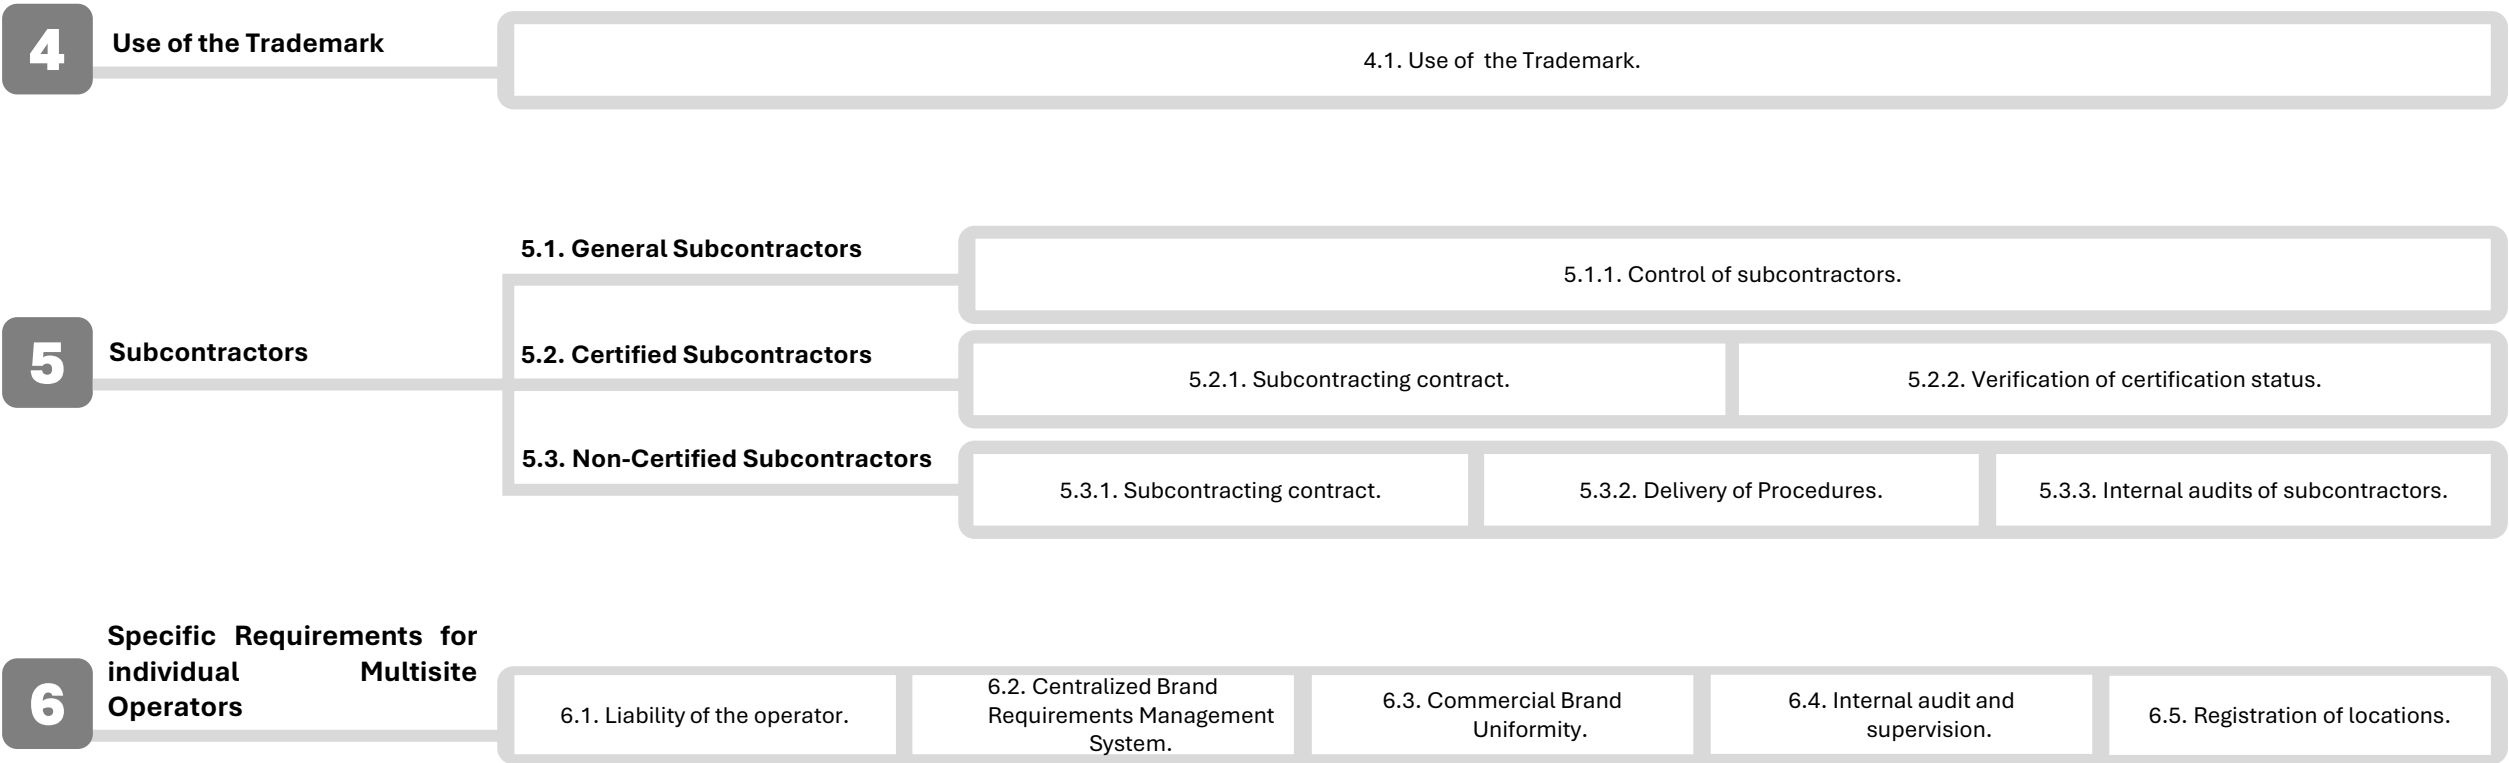 4
Use of the Trademark
4.1. Use of the Trademark.
5
Subcontractors
5.1. General Subcontractors
5.1.1. Control of subcontractors.
5.2. Certified Subcontractors
5.2.1. Subcontracting contract.
5.2.2. Verification of certification status.
5.3. Non-Certified Subcontractors
5.3.1. Subcontracting contract.
5.3.2. Delivery of Procedures.
5.3.3. Internal audits of subcontractors.
6
Specific Requirements for
individual Multisite
Operators
6.1. Liability of the operator.
6.2. Centralized Brand
Requirements Management
System.
6.3. Commercial Brand
Uniformity.
6.4. Internal audit and
supervision.
6.5. Registration of locations.